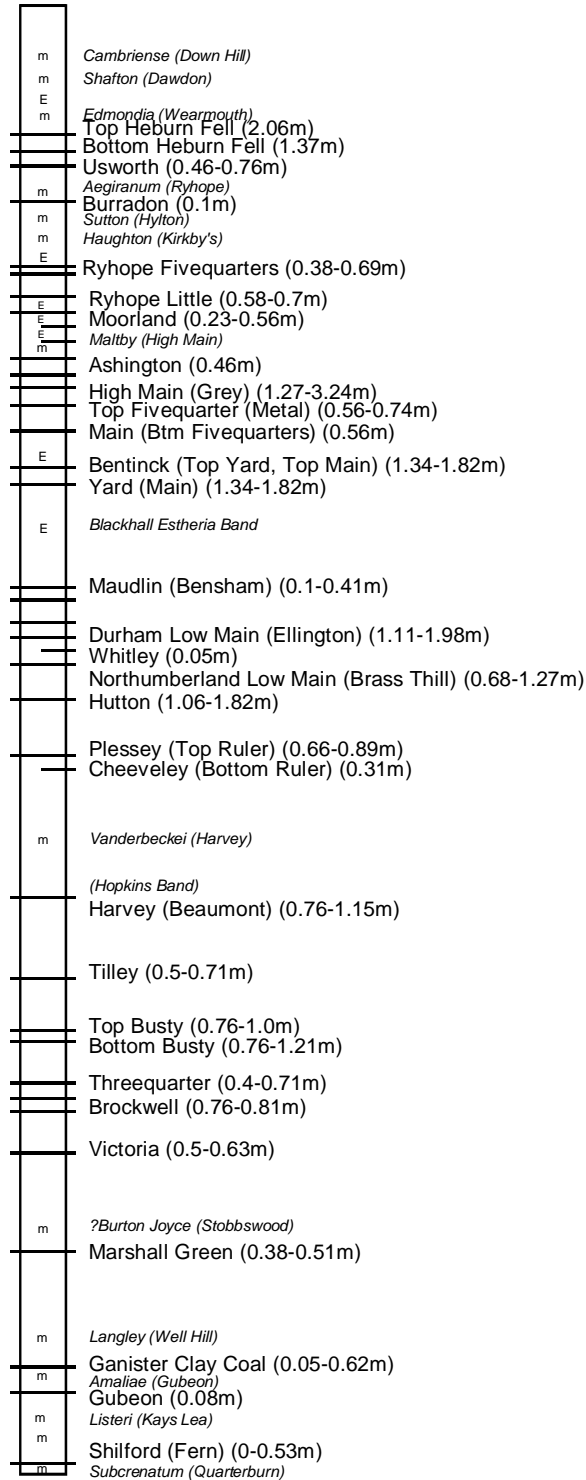 m Cambriense (Down Hill)
m Shafton (Dawdon)
E
m Edmondia (Wearmouth)
Top Heburn Fell (2.06m)
Bottom Heburn Fell (1.37m)
Usworth (0.46-0.76m)
m Aegiranum (Ryhope)
Burradon (0.1m)
m Sutton (Hylton)
m Haughton (Kirkby's)
E
Ryhope Fivequarters (0.38-0.69m)
Ryhope Little (0.58-0.7m)
E
E Moorland (0.23-0.56m)
E
m Maltby (High Main)
Ashington (0.46m)
High Main (Grey) (1.27-3.24m)
Top Fivequarter (Metal) (0.56-0.74m)
Main (Btm Fivequarters) (0.56m)
E
Bentinck (Top Yard, Top Main) (1.34-1.82m)
Yard (Main) (1.34-1.82m)
E Blackhall Estheria Band
Maudlin (Bensham) (0.1-0.41m)
Durham Low Main (Ellington) (1.11-1.98m)
Whitley (0.05m)
Northumberland Low Main (Brass Thill) (0.68-1.27m)
Hutton (1.06-1.82m)
Plessey (Top Ruler) (0.66-0.89m)
Cheeveley (Bottom Ruler) (0.31m)
m Vanderbeckei (Harvey)
(Hopkins Band)
Harvey (Beaumont) (0.76-1.15m)
Tilley (0.5-0.71m)
Top Busty (0.76-1.0m)
Bottom Busty (0.76-1.21m)
Threequarter (0.4-0.71m)
Brockwell (0.76-0.81m)
Victoria (0.5-0.63m)
m ?Burton Joyce (Stobbswood)
Marshall Green (0.38-0.51m)
m Langley (Well Hill)
Ganister Clay Coal (0.05-0.62m)
m Amaliae (Gubeon)
Gubeon (0.08m)
m Listeri (Kays Lea)
m
Shilford (Fern) (0-0.53m)
m Subcrenatum (Quarterburn)